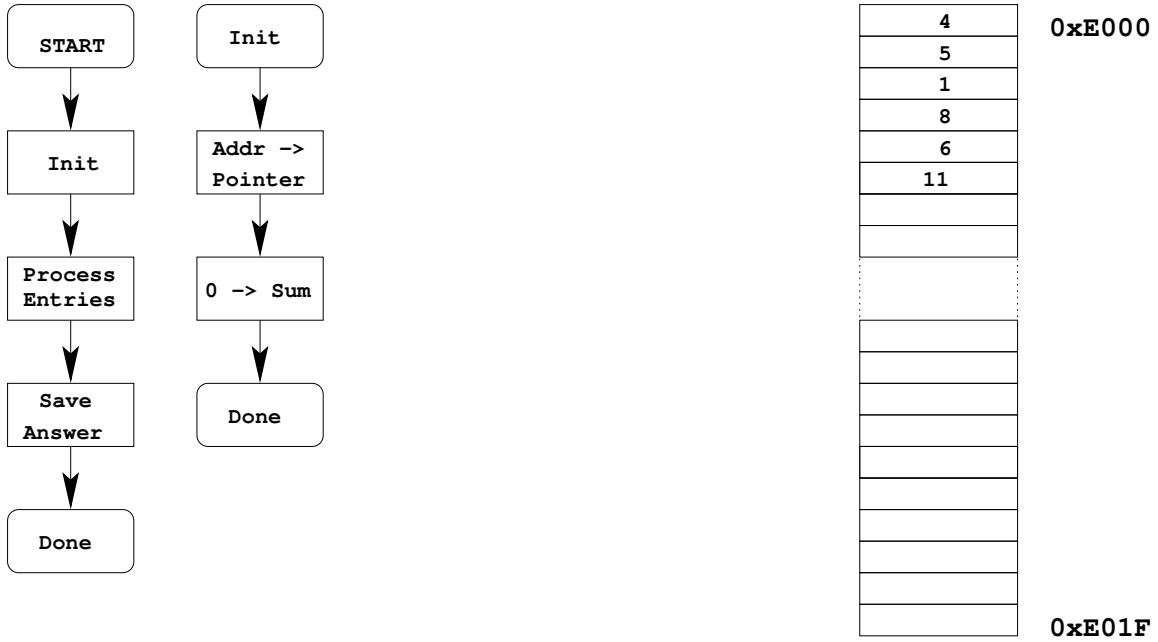 START
Init
Process
Entries
Save
Answer
Done
Init
Addr −>
Pointer
0 −> Sum
Done
4
5
1
8
6
11
0xE000
0xE01F